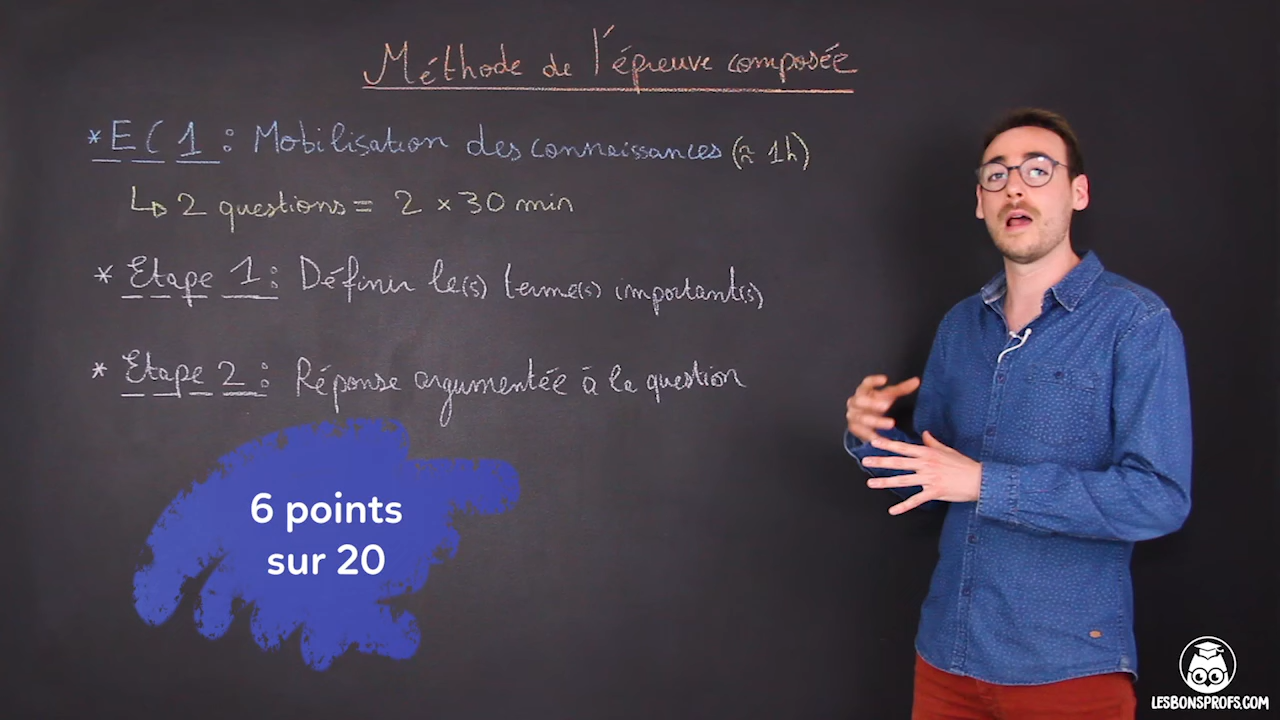 Méthode de l'épreuve composée
* EC 1 : Mobilisation des connaissances (≈ 1h)
↳ 2 questions = 2 × 30 min
* Etape 1 : Définir le(s) terme(s) important(s)
* Etape 2 : Réponse argumentée à la question
6 points
sur 20
LESBONSPROFS.COM